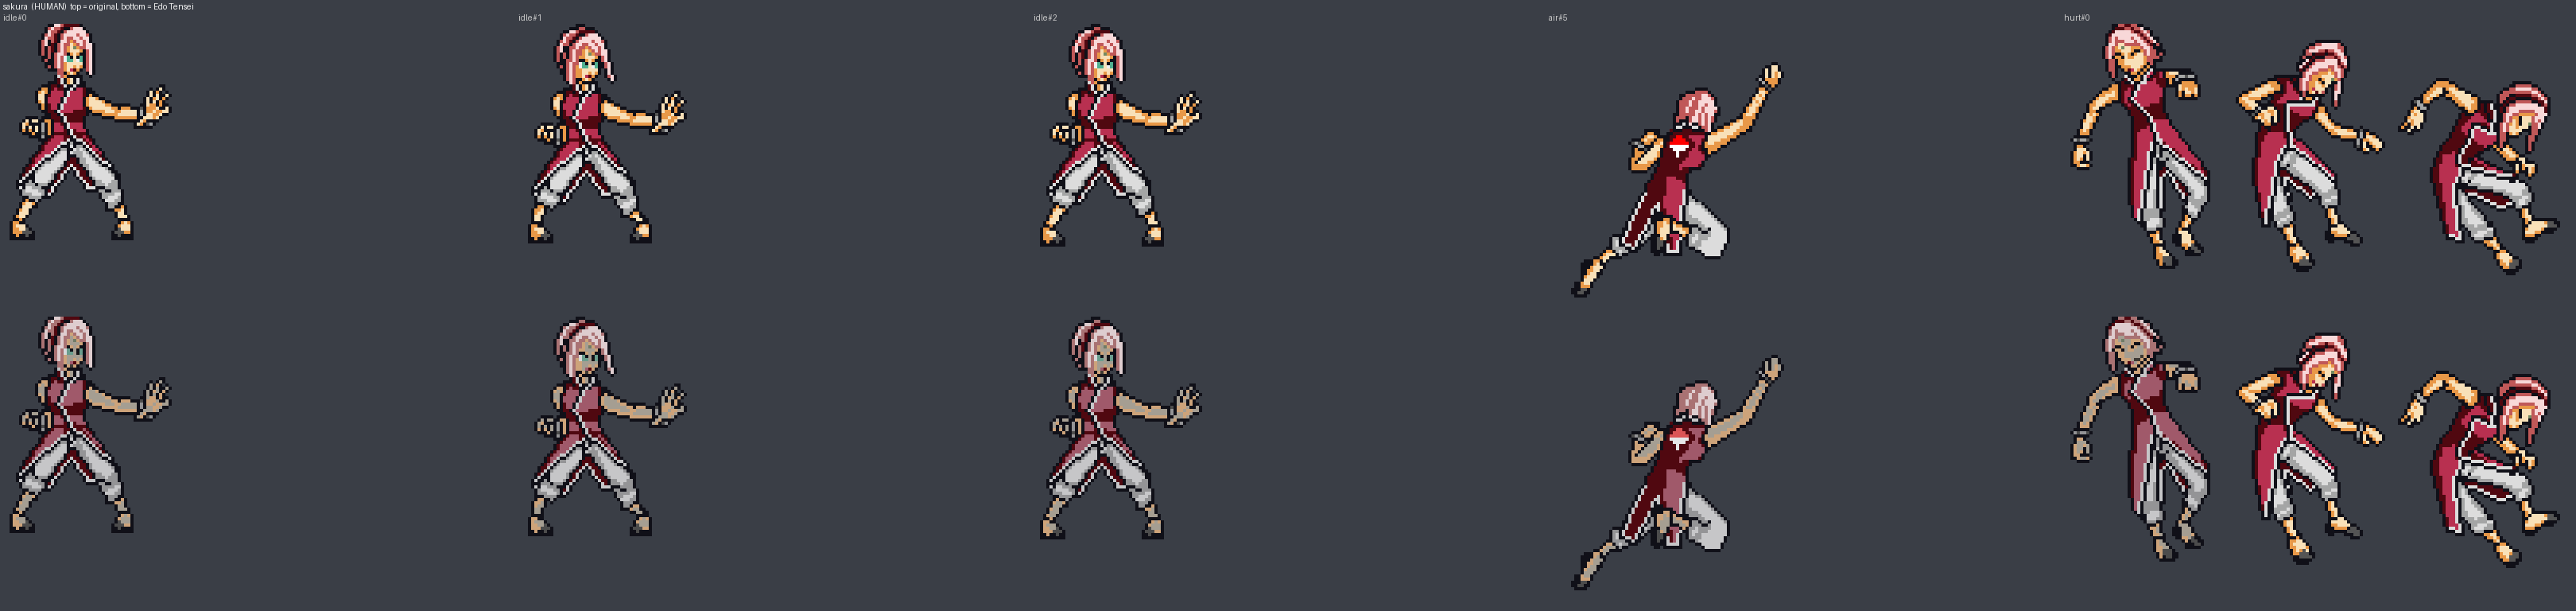 sakura (HUMAN) top = original, bottom = Edo Tensei
idle#0
idle#1
idle#2
air#5
hurt#0